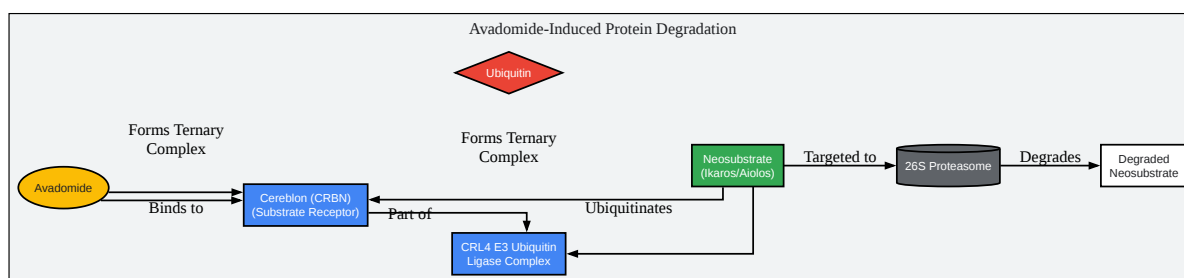 Avadomide-Induced Protein Degradation
Ubiquitin
Forms Ternary
Complex
Forms Ternary
Complex
Neosubstrate
(Ikaros/Aiolos)
Targeted to
26S Proteasome
Degrades
Degraded
Neosubstrate
Avadomide
Binds to
Cereblon (CRBN)
(Substrate Receptor)
Part of
Ubiquitinates
CRL4 E3 Ubiquitin
Ligase Complex